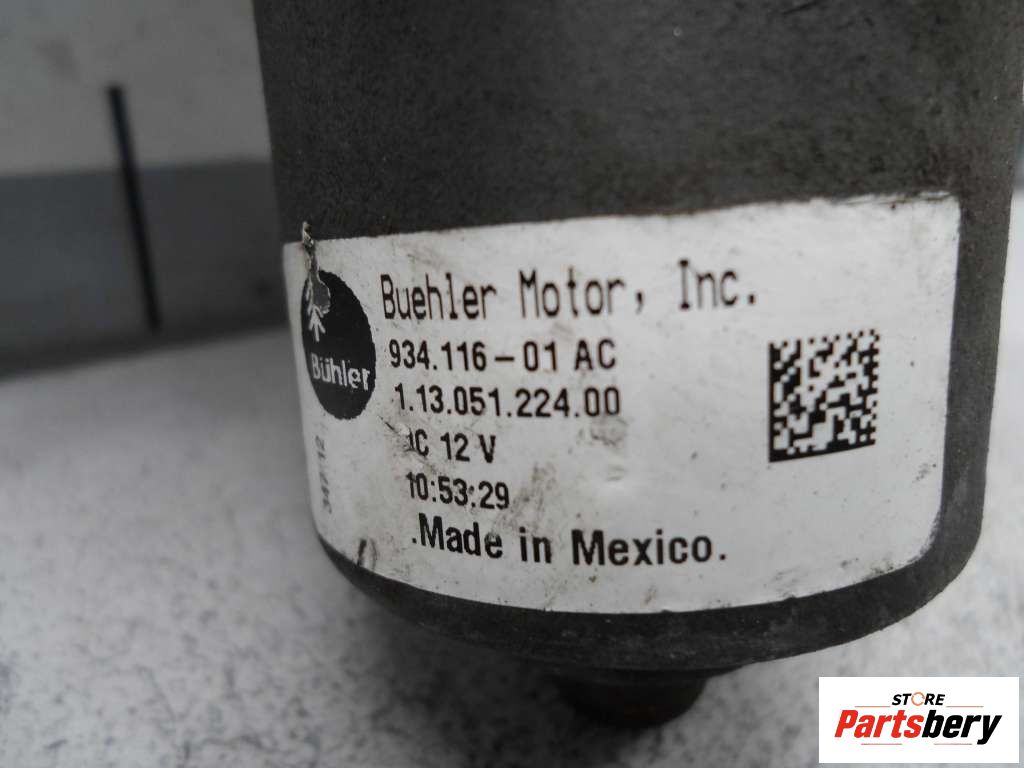 Buehler Motor, Inc.
Bühler
934.116-01 AC
1.13.051.224.00
12 V
10:53:29
.Made in Mexico.
STORE
Partsbery